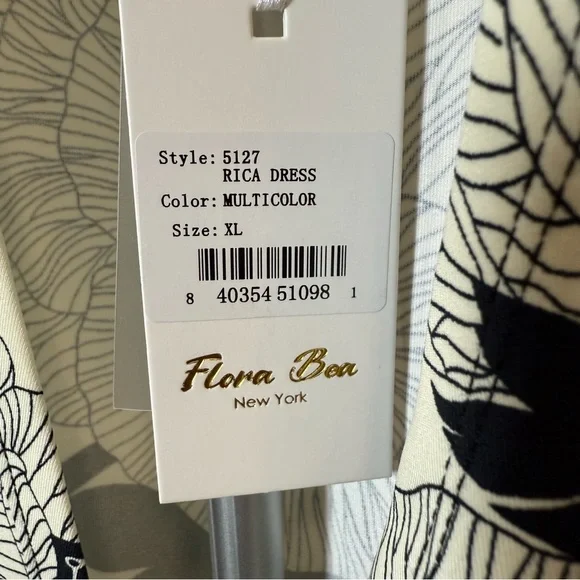 Style: 5127
RICA DRESS
Color: MULTICOLOR
Size: XL
8 40354 51098 1
Flora Bea
New York